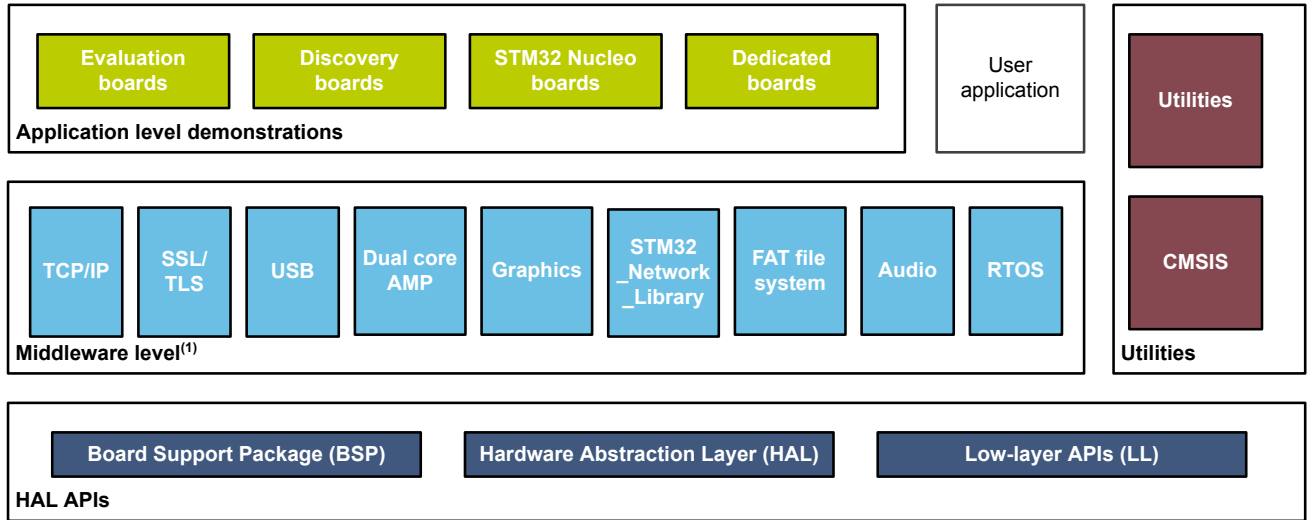 Evaluation
boards
Discovery
boards
STM32 Nucleo
boards
Dedicated
boards
Application level demonstrations
User
application
Utilities
CMSIS
Utilities
TCP/IP
SSL/
TLS
USB
Dual core
AMP
Graphics
STM32
_Network
_Library
FAT file
system
Audio
RTOS
Middleware level(1)
Board Support Package (BSP)
Hardware Abstraction Layer (HAL)
Low-layer APIs (LL)
HAL APIs